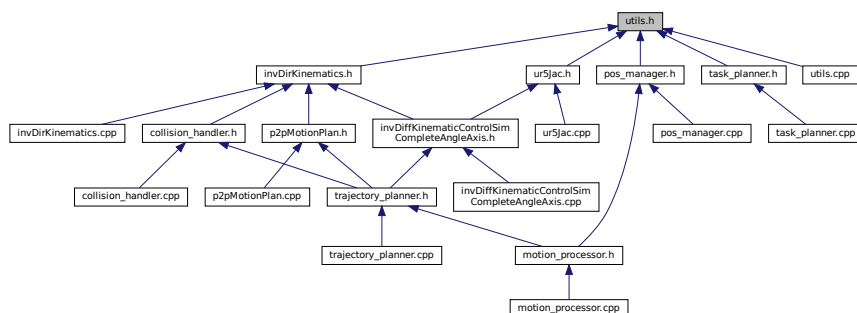 utils.h
invDirKinematics.h
ur5Jac.h
pos_manager.h
task_planner.h
utils.cpp
invDirKinematics.cpp
collision_handler.h
p2pMotionPlan.h
invDiffKinematicControlSim
CompleteAngleAxis.h
ur5Jac.cpp
pos_manager.cpp
task_planner.cpp
collision_handler.cpp
p2pMotionPlan.cpp
trajectory_planner.h
invDiffKinematicControlSim
CompleteAngleAxis.cpp
trajectory_planner.cpp
motion_processor.h
motion_processor.cpp